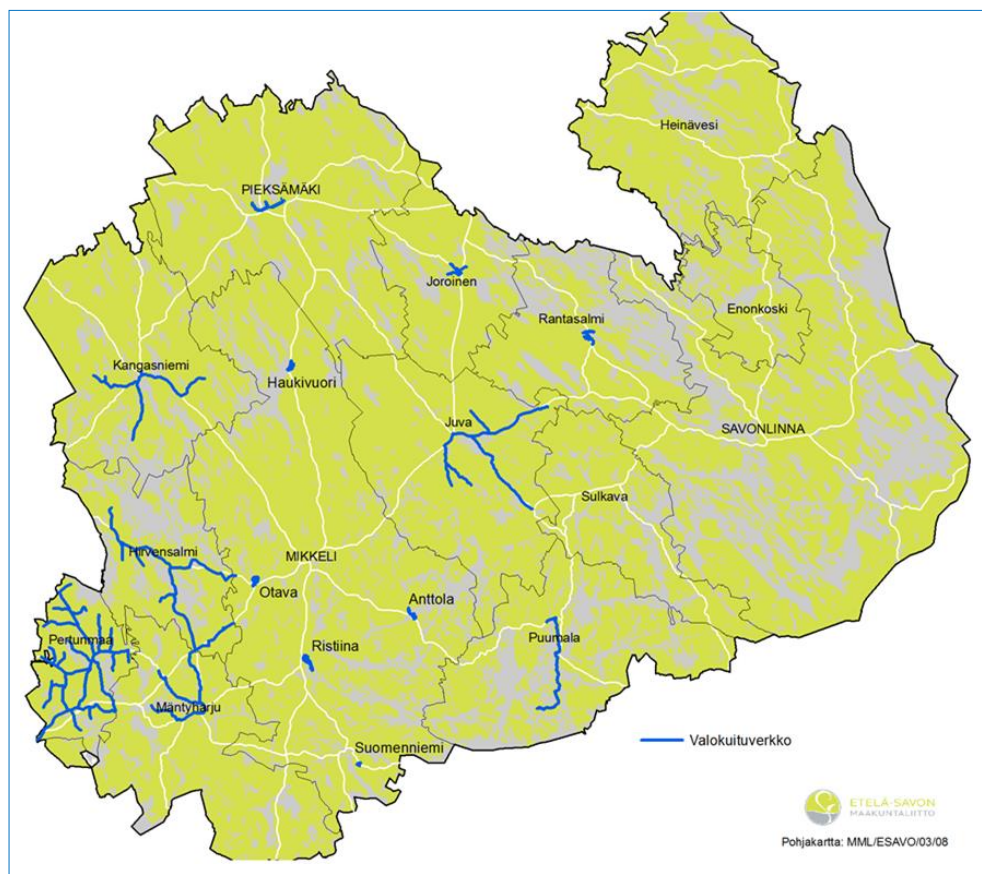 Heinävesi
PIEKSÄMÄKI
Joroinen
Enonkoski
Rantasalmi
Kangasniemi
Haukivuori
Juva
SAVONLINNA
Sulkava
Hirvensalmi
MIKKELI
Otava
Anttola
Pertunmaa
Ristiina
Puumala
Mäntyharju
Suomenniemi
Valokuituverkko
ETELÄ-SAVON
MAAKUNTALIITTO
Pohjakartta: MML/ESAVO/03/08